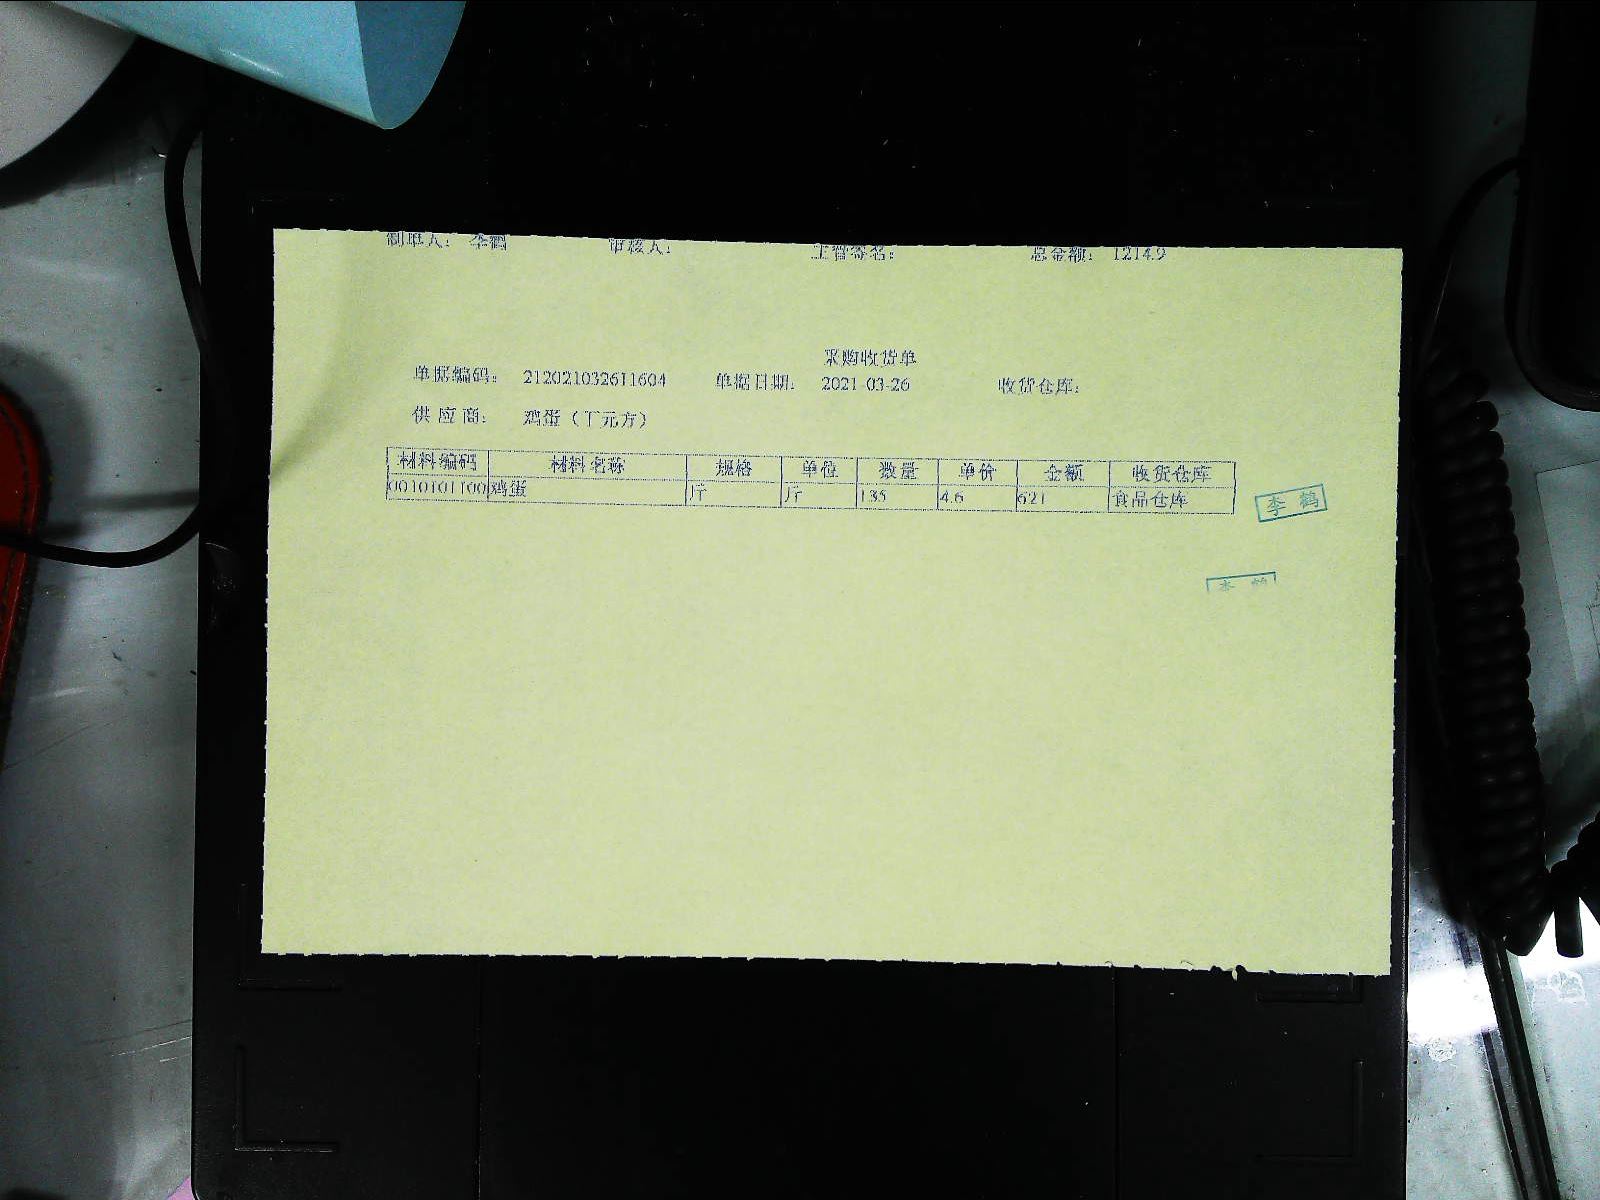 制单人： 李鹤 审核人： 主管签名： 总金额： 1214.9
采购收货单
单据编码： 212021032611604 单据日期： 2021-03-26 收货仓库：
供 应 商： 鸡蛋（丁元方）
材料编码 材料名称 规格 单位 数量 单价 金额 收货仓库
0010101100 鸡蛋 斤 斤 135 4.6 621 食品仓库
李 鹤
李 鹤